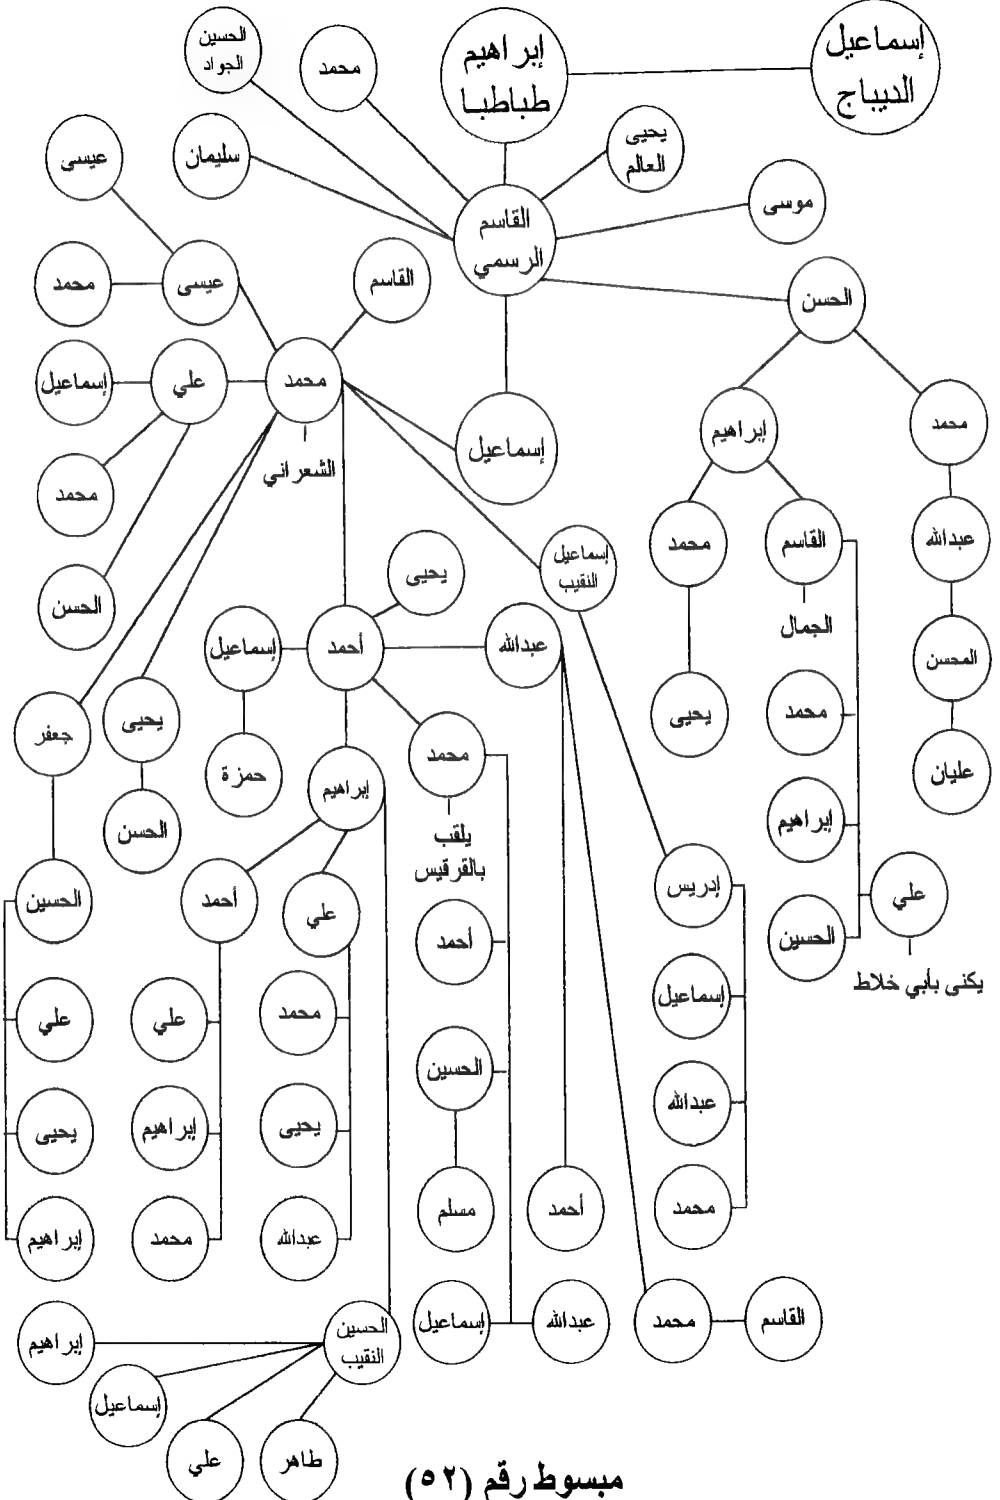 إسماعيل
الديباج
إبراهيم
طباطبا
محمد
الحسين
الجواد
يحيى
العالم
سليمان
عيسى
موسى
القاسم
الرسمي
الحسن
القاسم
عيسى
محمد
محمد
الشعراني
علي
إسماعيل
إسماعيل
إبراهيم
محمد
محمد
الحسن
إسماعيل
النقيب
محمد
القاسم
الجمال
عبدالله
يحيى
عبدالله
أحمد
إسماعيل
المحسن
يحيى
محمد
عليان
محمد
يلقب
بالقرقيس
إبراهيم
حمزة
يحيى
جعفر
الحسن
إبراهيم
علي
يكنى بأبي خلاط
الحسين
إدريس
أحمد
علي
أحمد
الحسين
إسماعيل
الحسين
محمد
علي
علي
عبدالله
يحيى
إبراهيم
يحيى
محمد
أحمد
مسلم
عبدالله
محمد
إبراهيم
القاسم
محمد
عبدالله
إسماعيل
الحسين
النقيب
إبراهيم
إسماعيل
طاهر
علي
مبسوط رقم (٥٢)